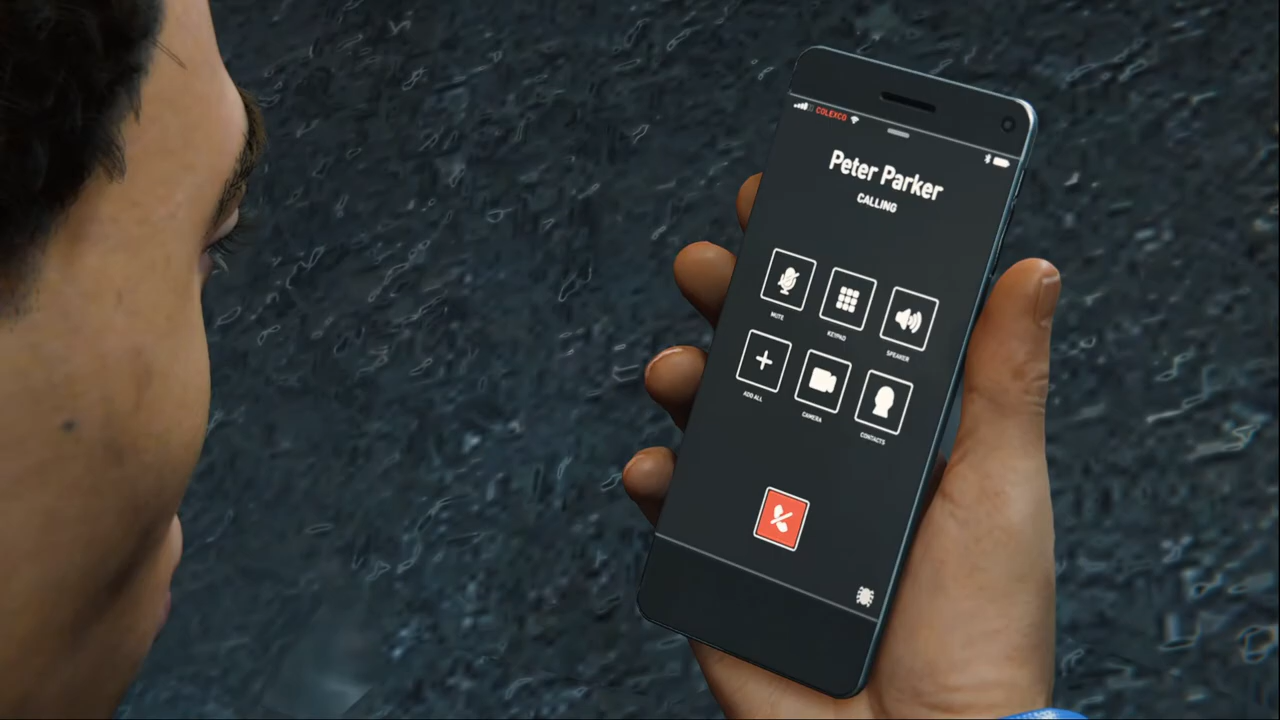 COLEXCO
Peter Parker
CALLING
MUTE
KEYPAD
SPEAKER
ADD ALL
CAMERA
CONTACTS